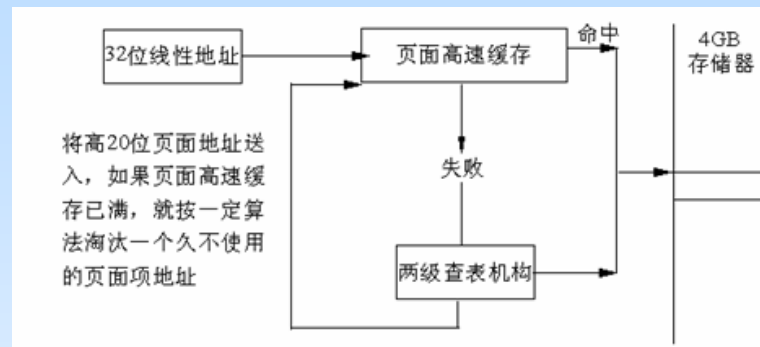 32位线性地址
页面高速缓存
命中
4GB
存储器
将高20位页面地址送
入，如果页面高速缓
存已满，就按一定算
法淘汰一个久不使用
的页面项地址
失败
两级查表机构